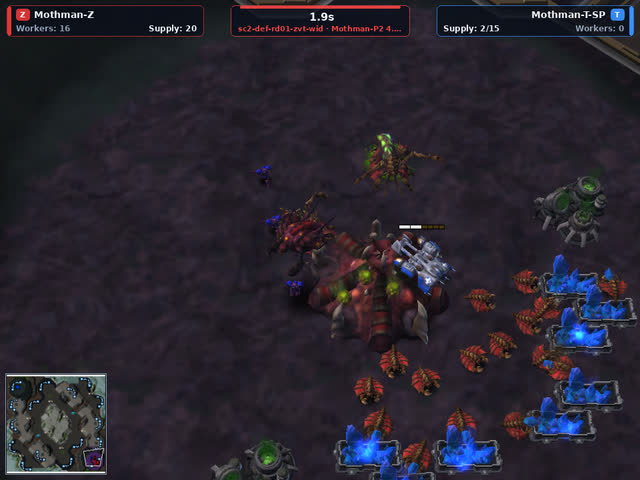 Z Mothman-Z
Workers: 16 Supply: 20
1.9s
sc2-def-rd01-zvt-wid · Mothman-P2 4....
Mothman-T-SP T
Supply: 2/15 Workers: 0